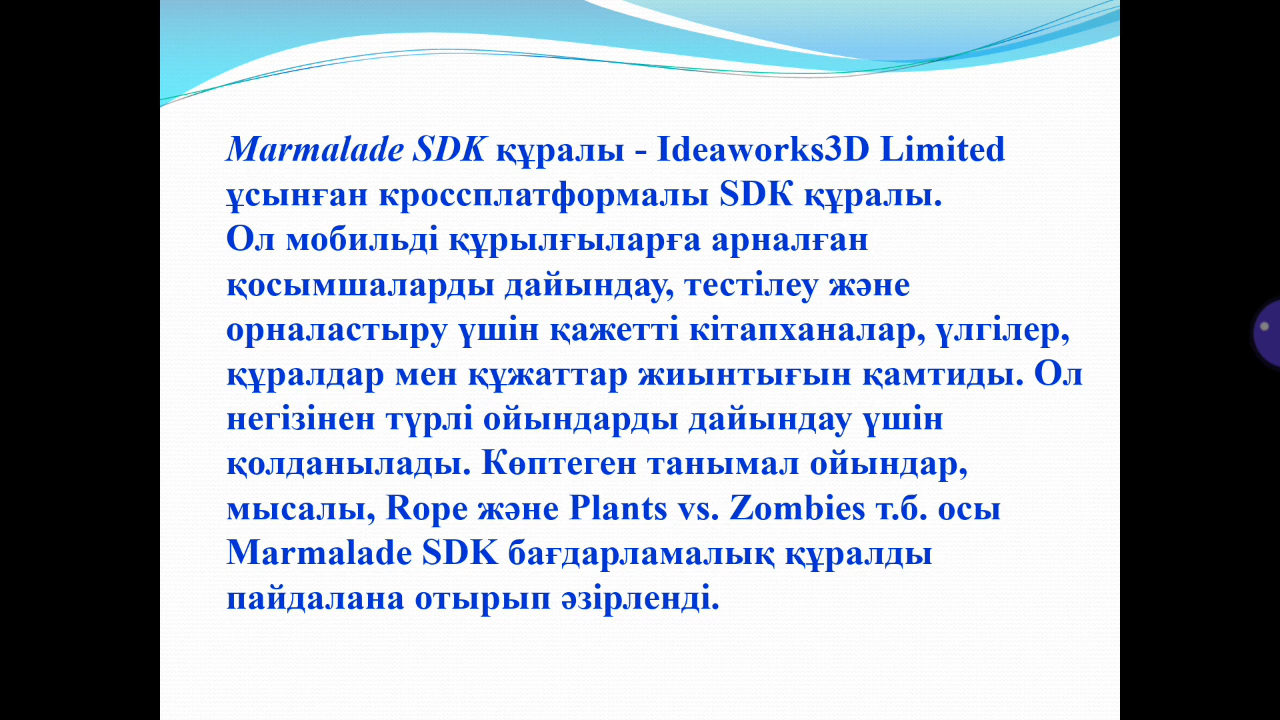 Marmalade SDK құралы - Ideaworks3D Limited
ұсынған кроссплатформалы SDК құралы.
Ол мобильді құрылғыларға арналған
қосымшаларды дайындау, тестілеу және
орналастыру үшін қажетті кітапханалар, үлгілер,
құралдар мен құжаттар жиынтығын қамтиды. Ол
негізінен түрлі ойындарды дайындау үшін
қолданылады. Көптеген танымал ойындар,
мысалы, Rope және Plants vs. Zombies т.б. осы
Marmalade SDK бағдарламалық құралды
пайдалана отырып әзірленді.